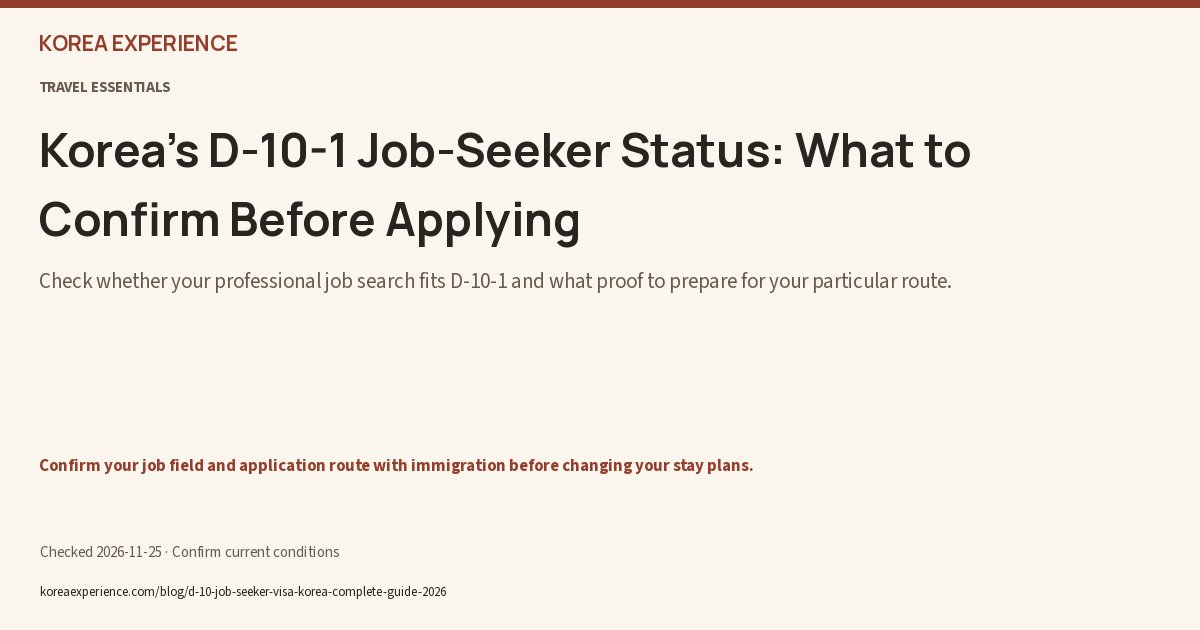 KOREA EXPERIENCE
TRAVEL ESSENTIALS
Korea’s D-10-1 Job-Seeker Status: What to
Confirm Before Applying
Check whether your professional job search fits D-10-1 and what proof to prepare for your particular route.
Confirm your job field and application route with immigration before changing your stay plans.
Checked 2026-11-25 · Confirm current conditions
koreaexperience.com/blog/d-10-job-seeker-visa-korea-complete-guide-2026